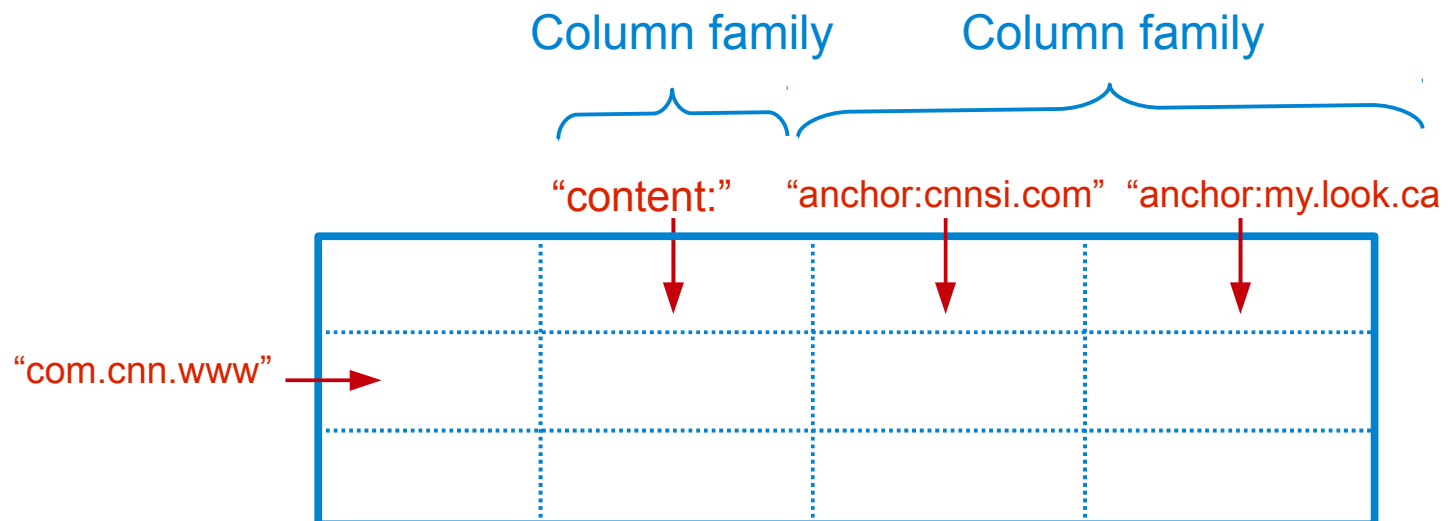 Column family Column family
“content:” “anchor:cnnsi.com” “anchor:my.look.ca
“com.cnn.www”